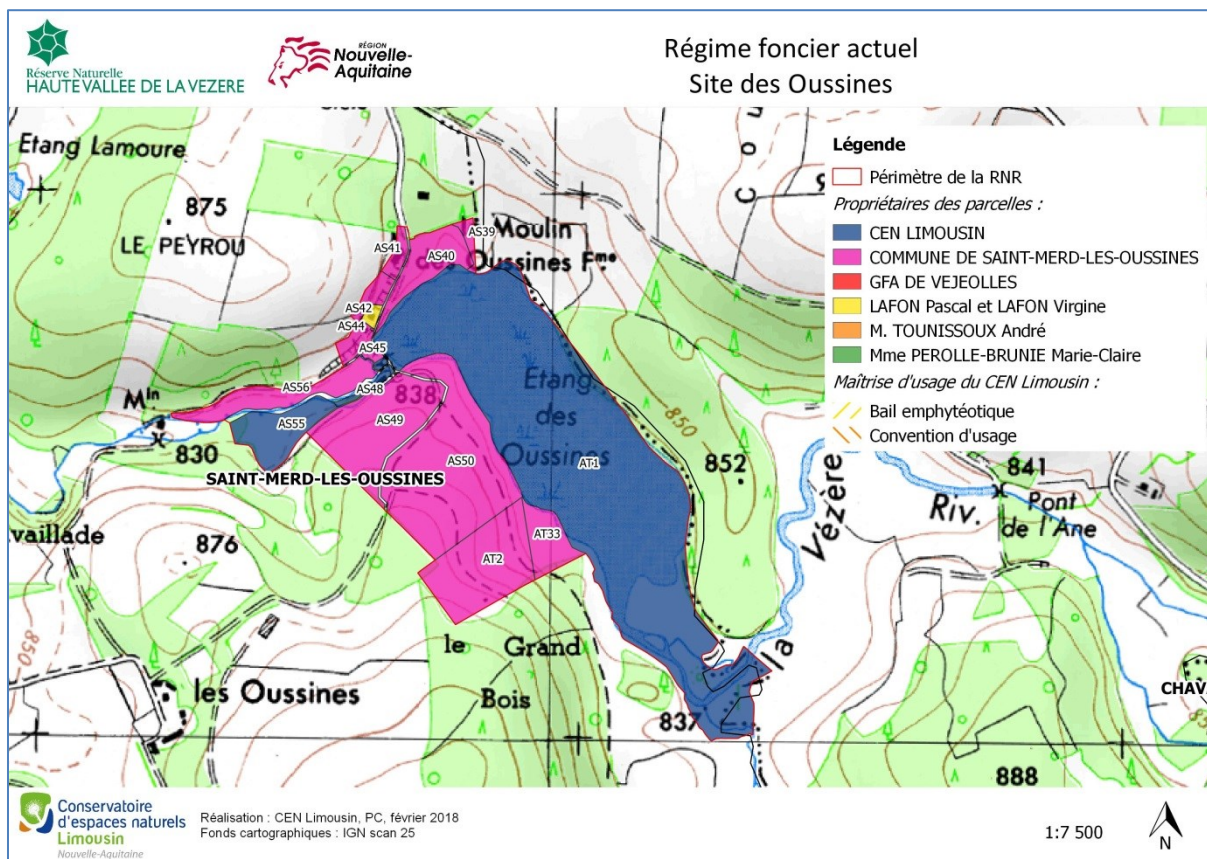 Réserve Naturelle
HAUTE VALLEE DE LA VEZERE
RÉGION
Nouvelle-
Aquitaine
Régime foncier actuel
Site des Oussines
Légende
Périmètre de la RNR
Propriétaires des parcelles :
CEN LIMOUSIN
COMMUNE DE SAINT-MERD-LES-OUSSINES
GFA DE VEJEOLLES
LAFON Pascal et LAFON Virgine
M. TOUNISSOUX André
Mme PEROLLE-BRUNIE Marie-Claire
Maîtrise d'usage du CEN Limousin :
Bail emphytéotique
Convention d'usage
Etang Lamoure
875
LE PEYROU
AS41
AS39
AS40
Moulin
des Oussines Fme
AS42
AS44
AS45
AS56
AS48
838
Etang
des
Oussines
Mln
AS55
AS49
830
SAINT-MERD-LES-OUSSINES
AS50
AT1
850
852
841
Pont
de l'Ane
Riv.
Vézère
la
vaillade
876
AT33
AT2
850
le Grand
Bois
les Oussines
837
CHAV
888
Conservatoire
d'espaces naturels
Limousin
Nouvelle-Aquitaine
Réalisation : CEN Limousin, PC, février 2018
Fonds cartographiques : IGN scan 25
1:7 500
N